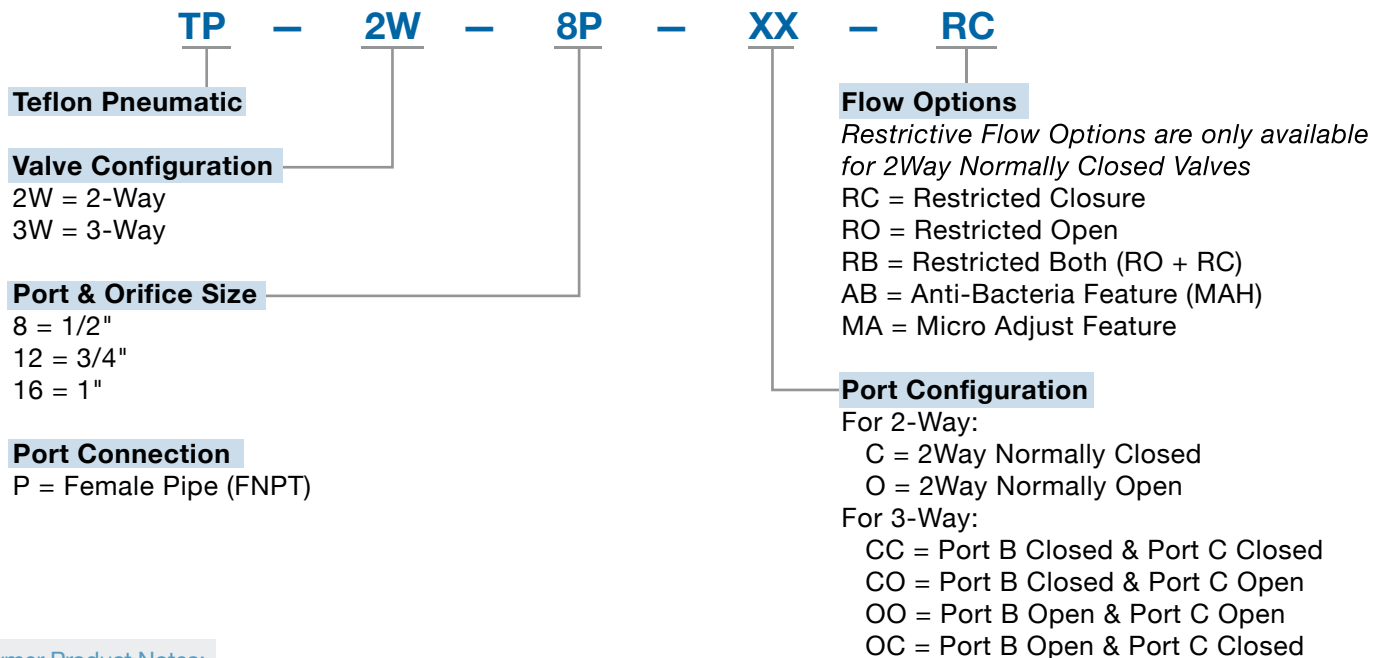 TP — 2W — 8P — XX — RC
Teflon Pneumatic
Valve Configuration
2W = 2-Way
3W = 3-Way
Port & Orifice Size
8 = 1/2"
12 = 3/4"
16 = 1"
Port Connection
P = Female Pipe (FNPT)
Flow Options
Restrictive Flow Options are only available
for 2Way Normally Closed Valves
RC = Restricted Closure
RO = Restricted Open
RB = Restricted Both (RO + RC)
AB = Anti-Bacteria Feature (MAH)
MA = Micro Adjust Feature
Port Configuration
For 2-Way:
C = 2Way Normally Closed
O = 2Way Normally Open
For 3-Way:
CC = Port B Closed & Port C Closed
CO = Port B Closed & Port C Open
OO = Port B Open & Port C Open
OC = Port B Open & Port C Closed
Product Notes: